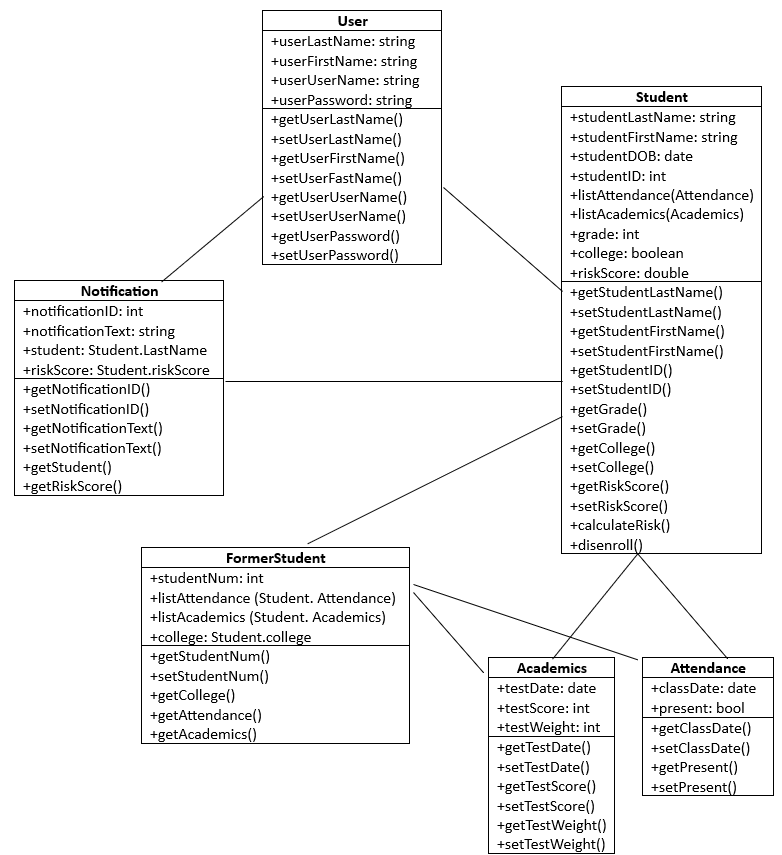 User
+userLastName: string
+userFirstName: string
+userUserName: string
+userPassword: string
+getUserLastName()
+setUserLastName()
+getUserFirstName()
+setUserFastName()
+getUserUserName()
+setUserUserName()
+getUserPassword()
+setUserPassword()
Student
+studentLastName: string
+studentFirstName: string
+studentDOB: date
+studentID: int
+listAttendance(Attendance)
+listAcademics(Academics)
+grade: int
+college: boolean
+riskScore: double
+getStudentLastName()
+setStudentLastName()
+getStudentFirstName()
+setStudentFirstName()
+getStudentID()
+setStudentID()
+getGrade()
+setGrade()
+getCollege()
+setCollege()
+getRiskScore()
+setRiskScore()
+calculateRisk()
+disenroll()
Notification
+notificationID: int
+notificationText: string
+student: Student.LastName
+riskScore: Student.riskScore
+getNotificationID()
+setNotificationID()
+getNotificationText()
+setNotificationText()
+getStudent()
+getRiskScore()
FormerStudent
+studentNum: int
+listAttendance (Student. Attendance)
+listAcademics (Student. Academics)
+college: Student.college
+getStudentNum()
+setStudentNum()
+getCollege()
+getAttendance()
+getAcademics()
Academics
+testDate: date
+testScore: int
+testWeight: int
+getTestDate()
+setTestDate()
+getTestScore()
+setTestScore()
+getTestWeight()
+setTestWeight()
Attendance
+classDate: date
+present: bool
+getClassDate()
+setClassDate()
+getPresent()
+setPresent()